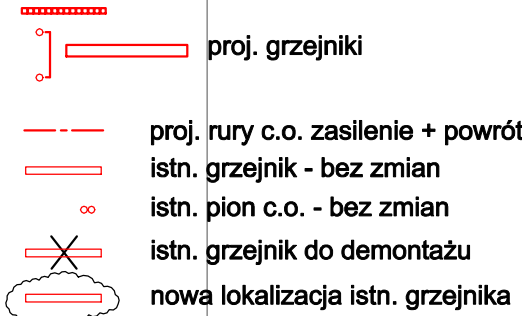 proj. grzejniki
proj. rury c.o. zasilenie + powrót
istn. grzejnik - bez zmian
istn. pion c.o. - bez zmian
istn. grzejnik do demontażu
nowa lokalizacja istn. grzejnika